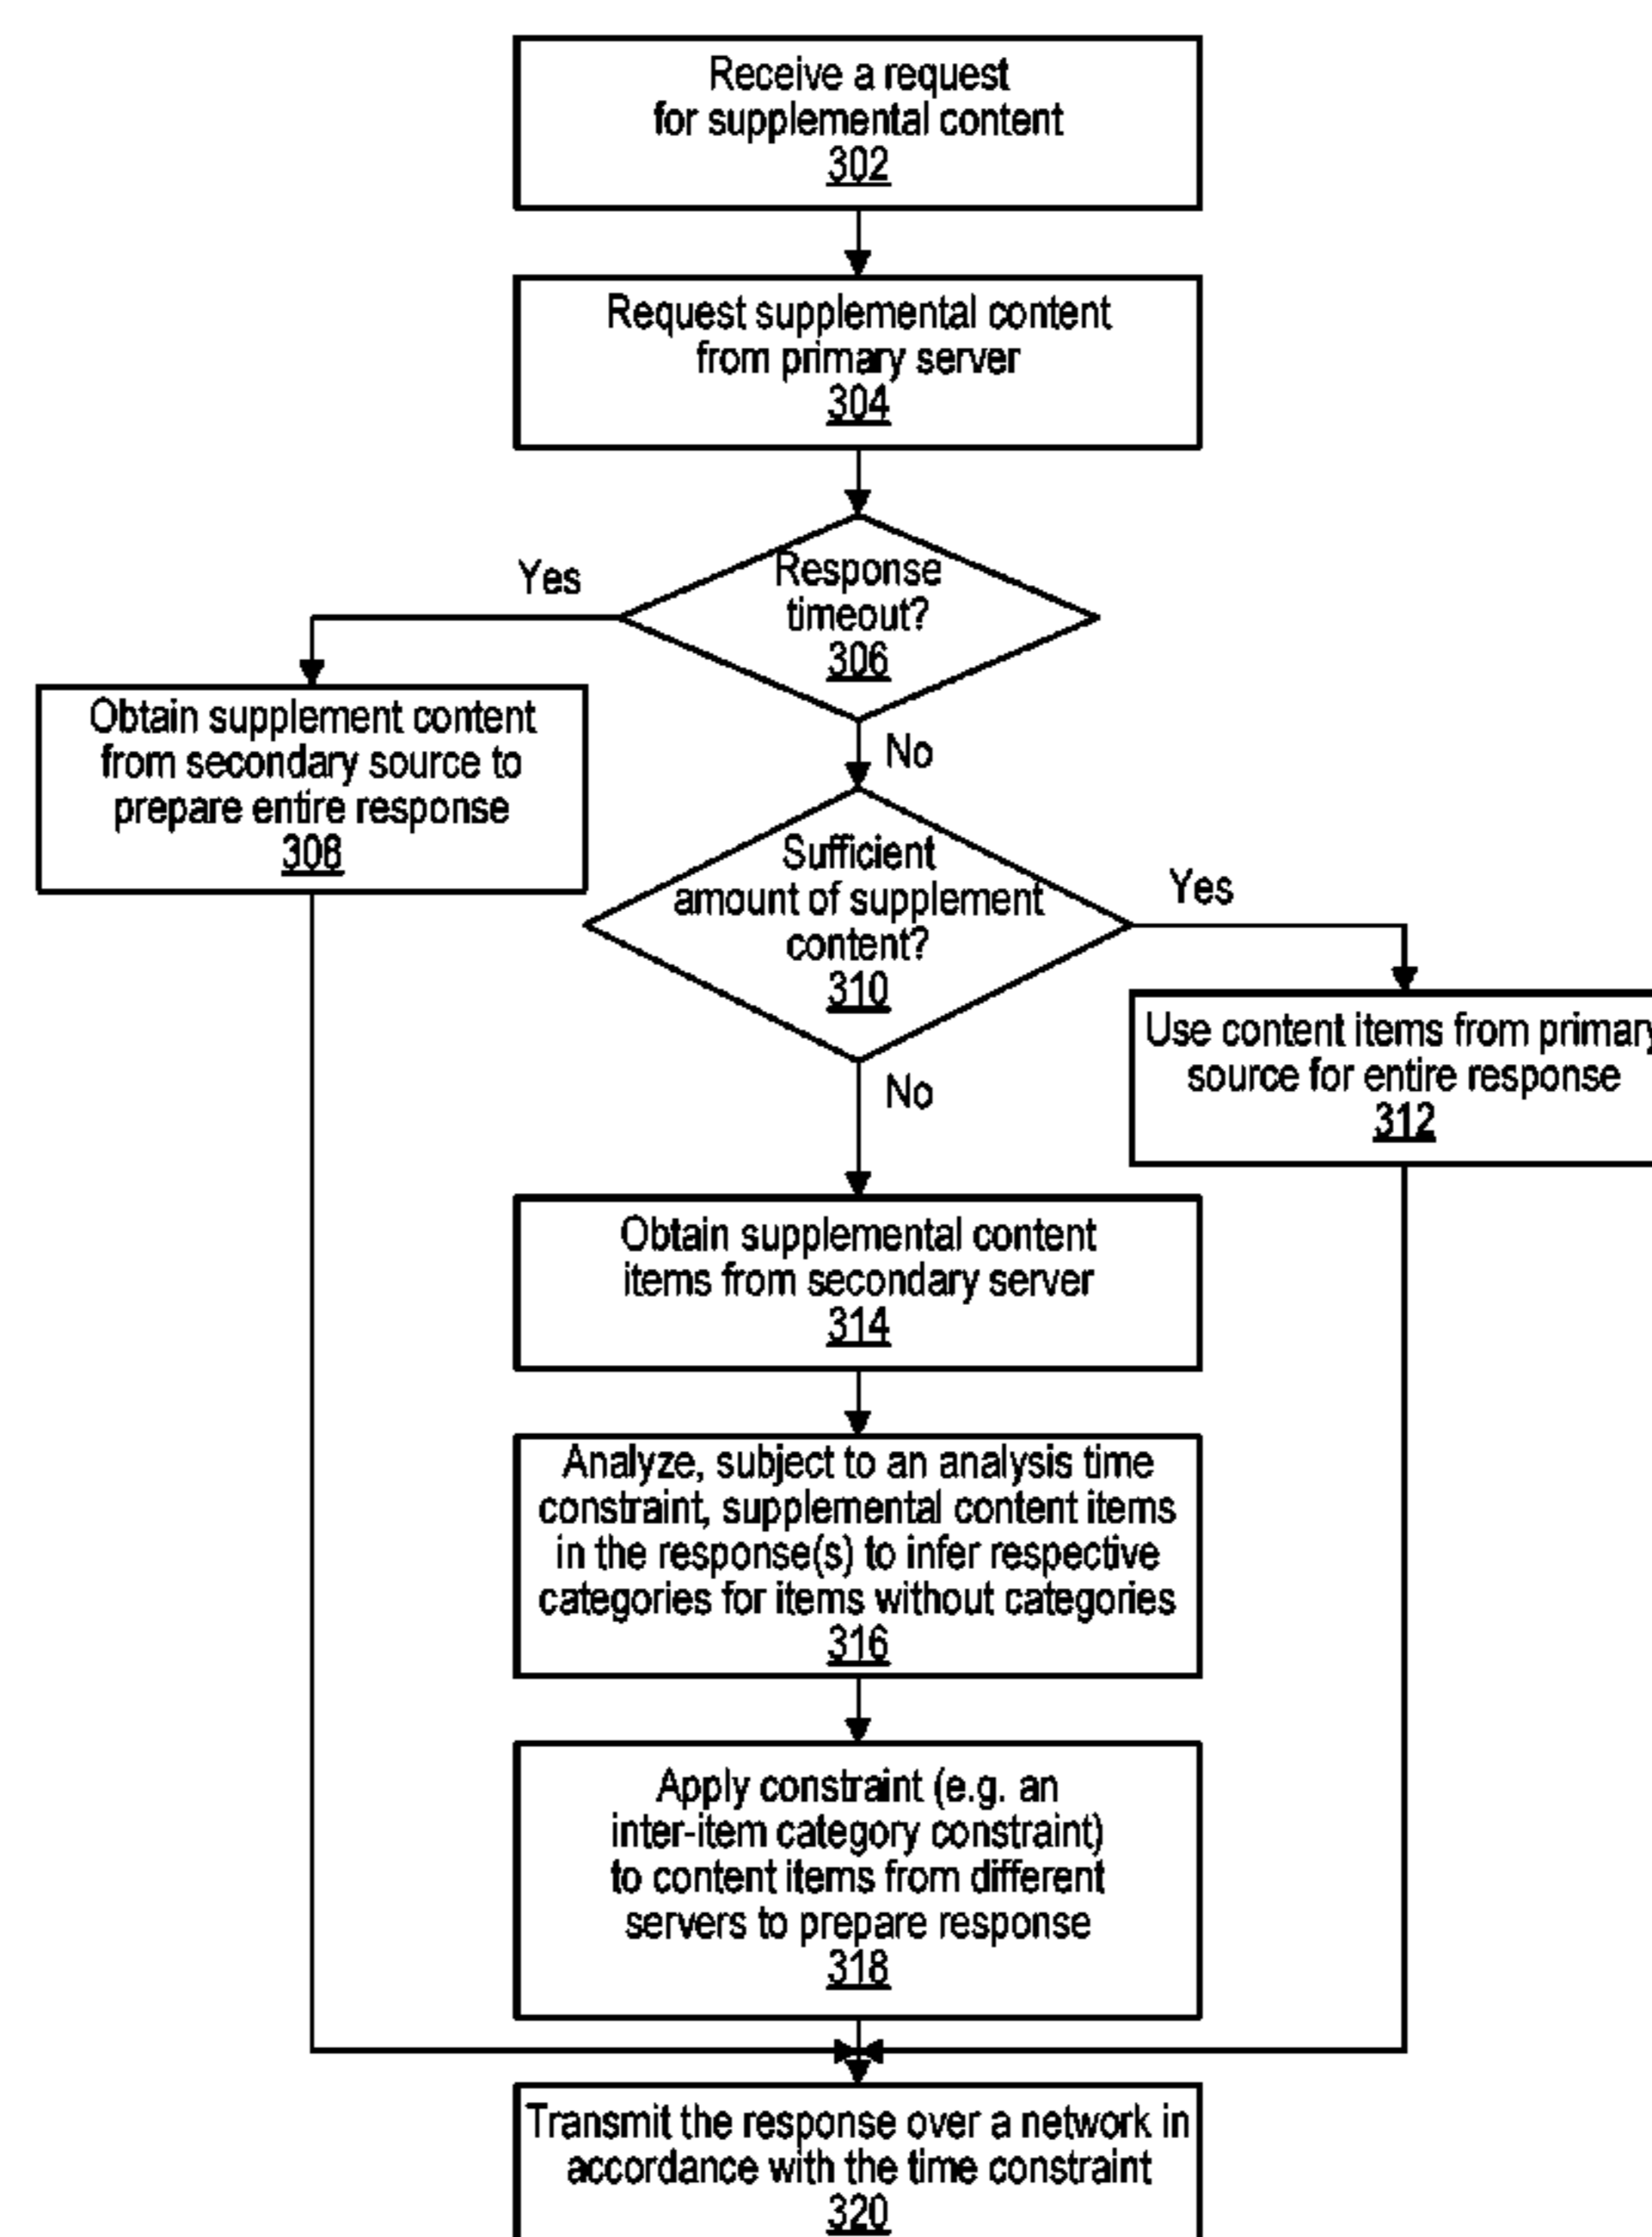 Receive a request
for supplemental content
302
Request supplemental content
from primary server
304
Yes
Response
timeout?
306
No
Obtain supplement content
from secondary source to
prepare entire response
308
Sufficient
amount of supplement
content?
310
Yes
No
Use content items from primary
source for entire response
312
Obtain supplemental content
items from secondary server
314
Analyze, subject to an analysis time
constraint, supplemental content items
in the response(s) to infer respective
categories for items without categories
316
Apply constraint (e.g. an
inter-item category constraint)
to content items from different
servers to prepare response
318
Transmit the response over a network in
accordance with the time constraint
320